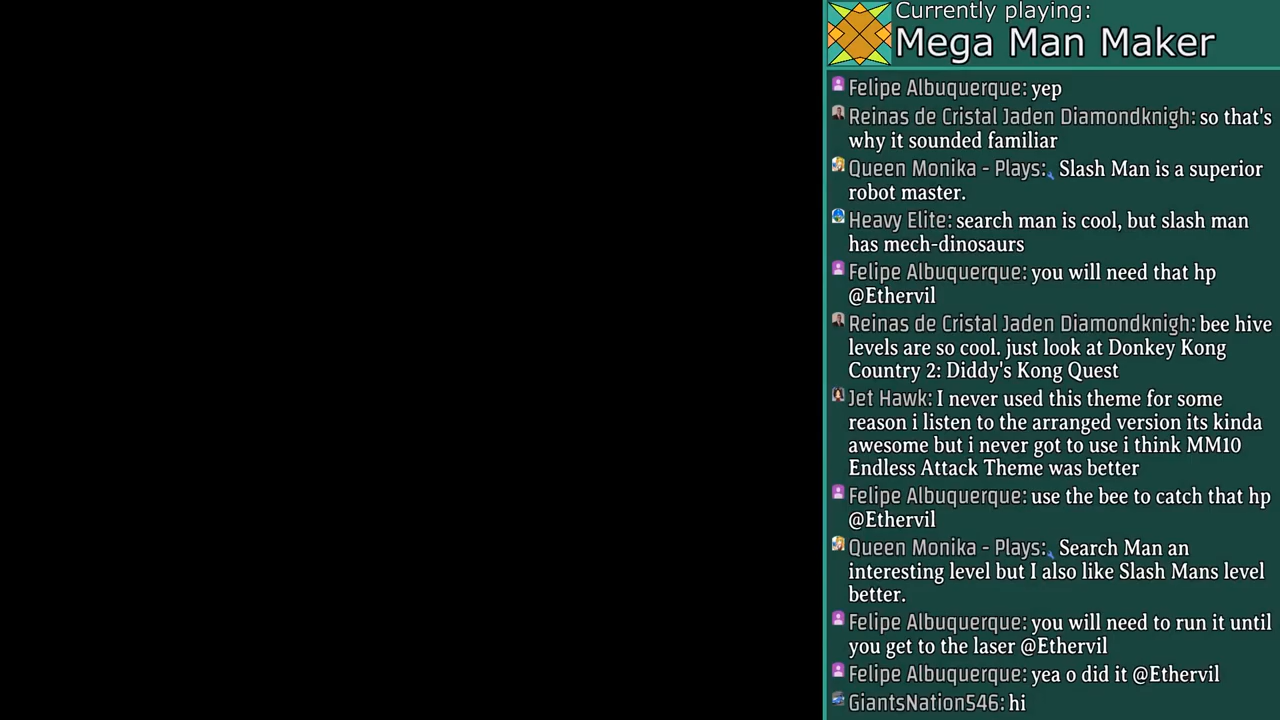 Currently playing:
Mega Man Maker
Felipe Albuquerque: yep
Reinas de Cristal Jaden Diamondknigh: so that's
why it sounded familiar
Queen Monika - Plays: Slash Man is a superior
robot master.
Heavy Elite: search man is cool, but slash man
has mech-dinosaurs
Felipe Albuquerque: you will need that hp
@Ethervil
Reinas de Cristal Jaden Diamondknigh: bee hive
levels are so cool. just look at Donkey Kong
Country 2: Diddy's Kong Quest
Jet Hawk: I never used this theme for some
reason i listen to the arranged version its kinda
awesome but i never got to use i think MM10
Endless Attack Theme was better
Felipe Albuquerque: use the bee to catch that hp
@Ethervil
Queen Monika - Plays: Search Man an
interesting level but I also like Slash Mans level
better.
Felipe Albuquerque: you will need to run it until
you get to the laser @Ethervil
Felipe Albuquerque: yea o did it @Ethervil
GiantsNation546: hi